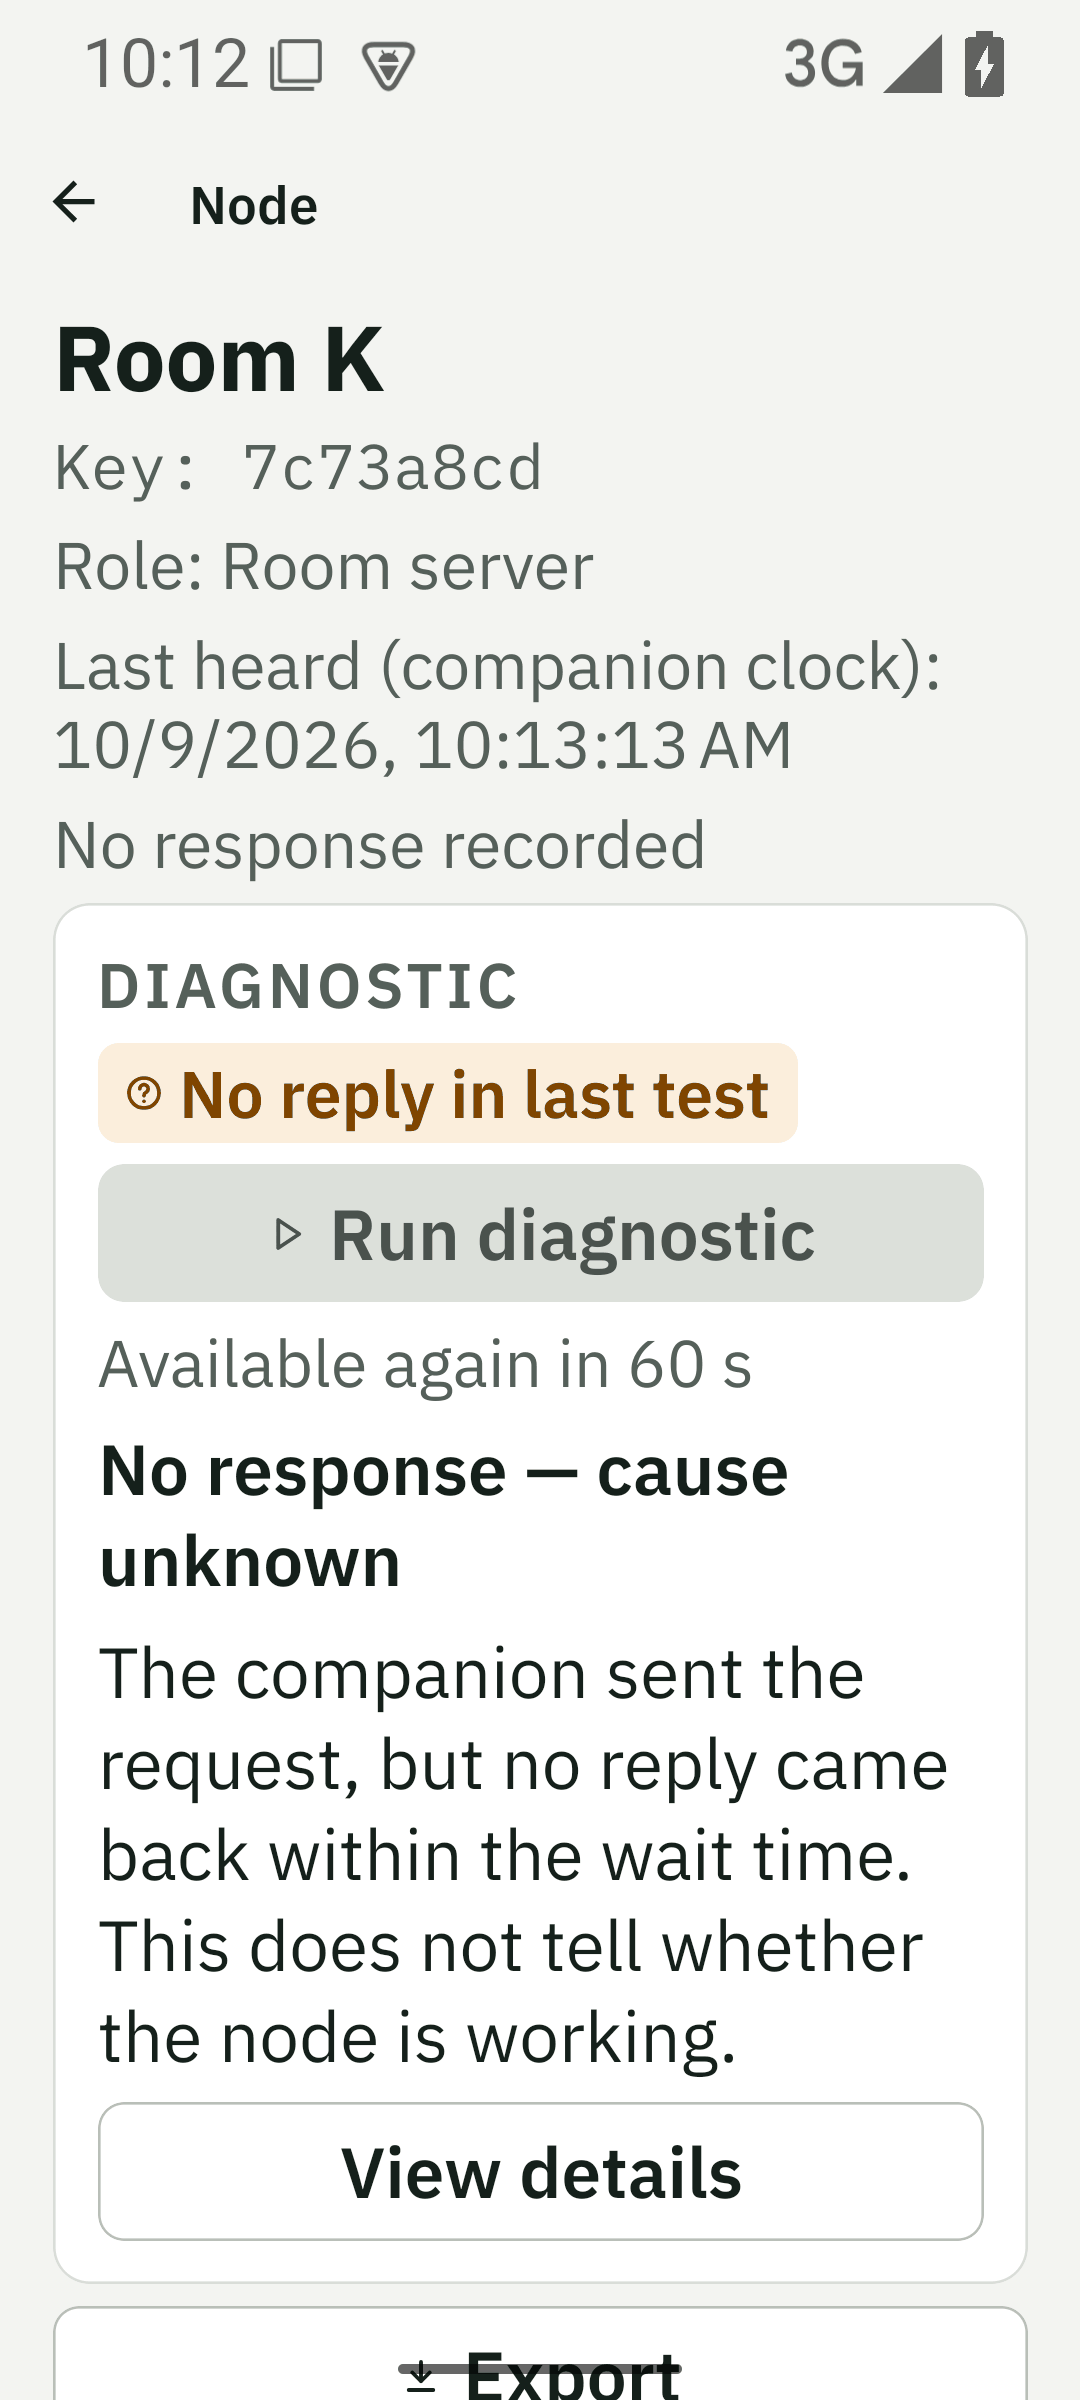 10:12
3G
Node
Room K
Key: 7c73a8cd
Role: Room server
Last heard (companion clock):
10/9/2026, 10:13:13 AM
No response recorded
DIAGNOSTIC
No reply in last test
Run diagnostic
Available again in 60 s
No response — cause
unknown
The companion sent the
request, but no reply came
back within the wait time.
This does not tell whether
the node is working.
View details
Export